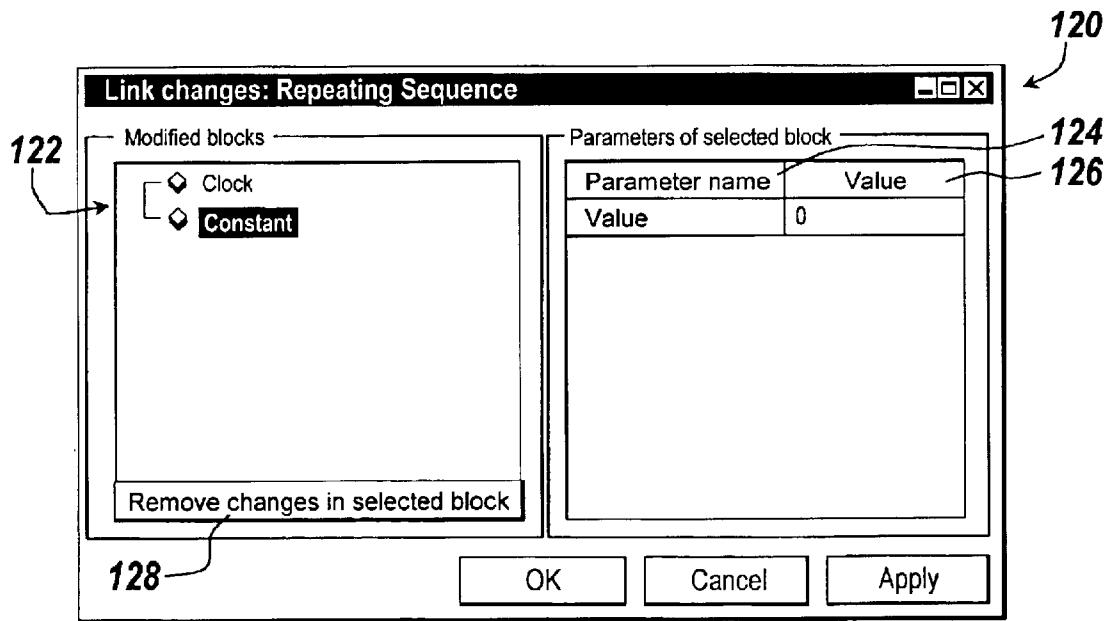 120
Link changes: Repeating Sequence
Modified blocks
Parameters of selected block
124
122
126
Clock
Constant
Parameter name Value
Value 0
Remove changes in selected block
128
OK Cancel Apply